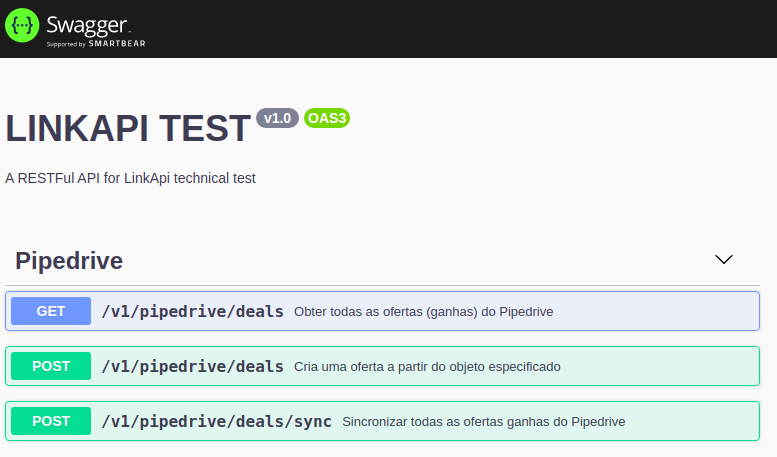 Swagger
Supported by SMARTBEAR
LINKAPI TEST v1.0 OAS3
A RESTFul API for LinkApi technical test
Pipedrive
GET /v1/pipedrive/deals Obter todas as ofertas (ganhas) do Pipedrive
POST /v1/pipedrive/deals Cria uma oferta a partir do objeto especificado
POST /v1/pipedrive/deals/sync Sincronizar todas as ofertas ganhas do Pipedrive